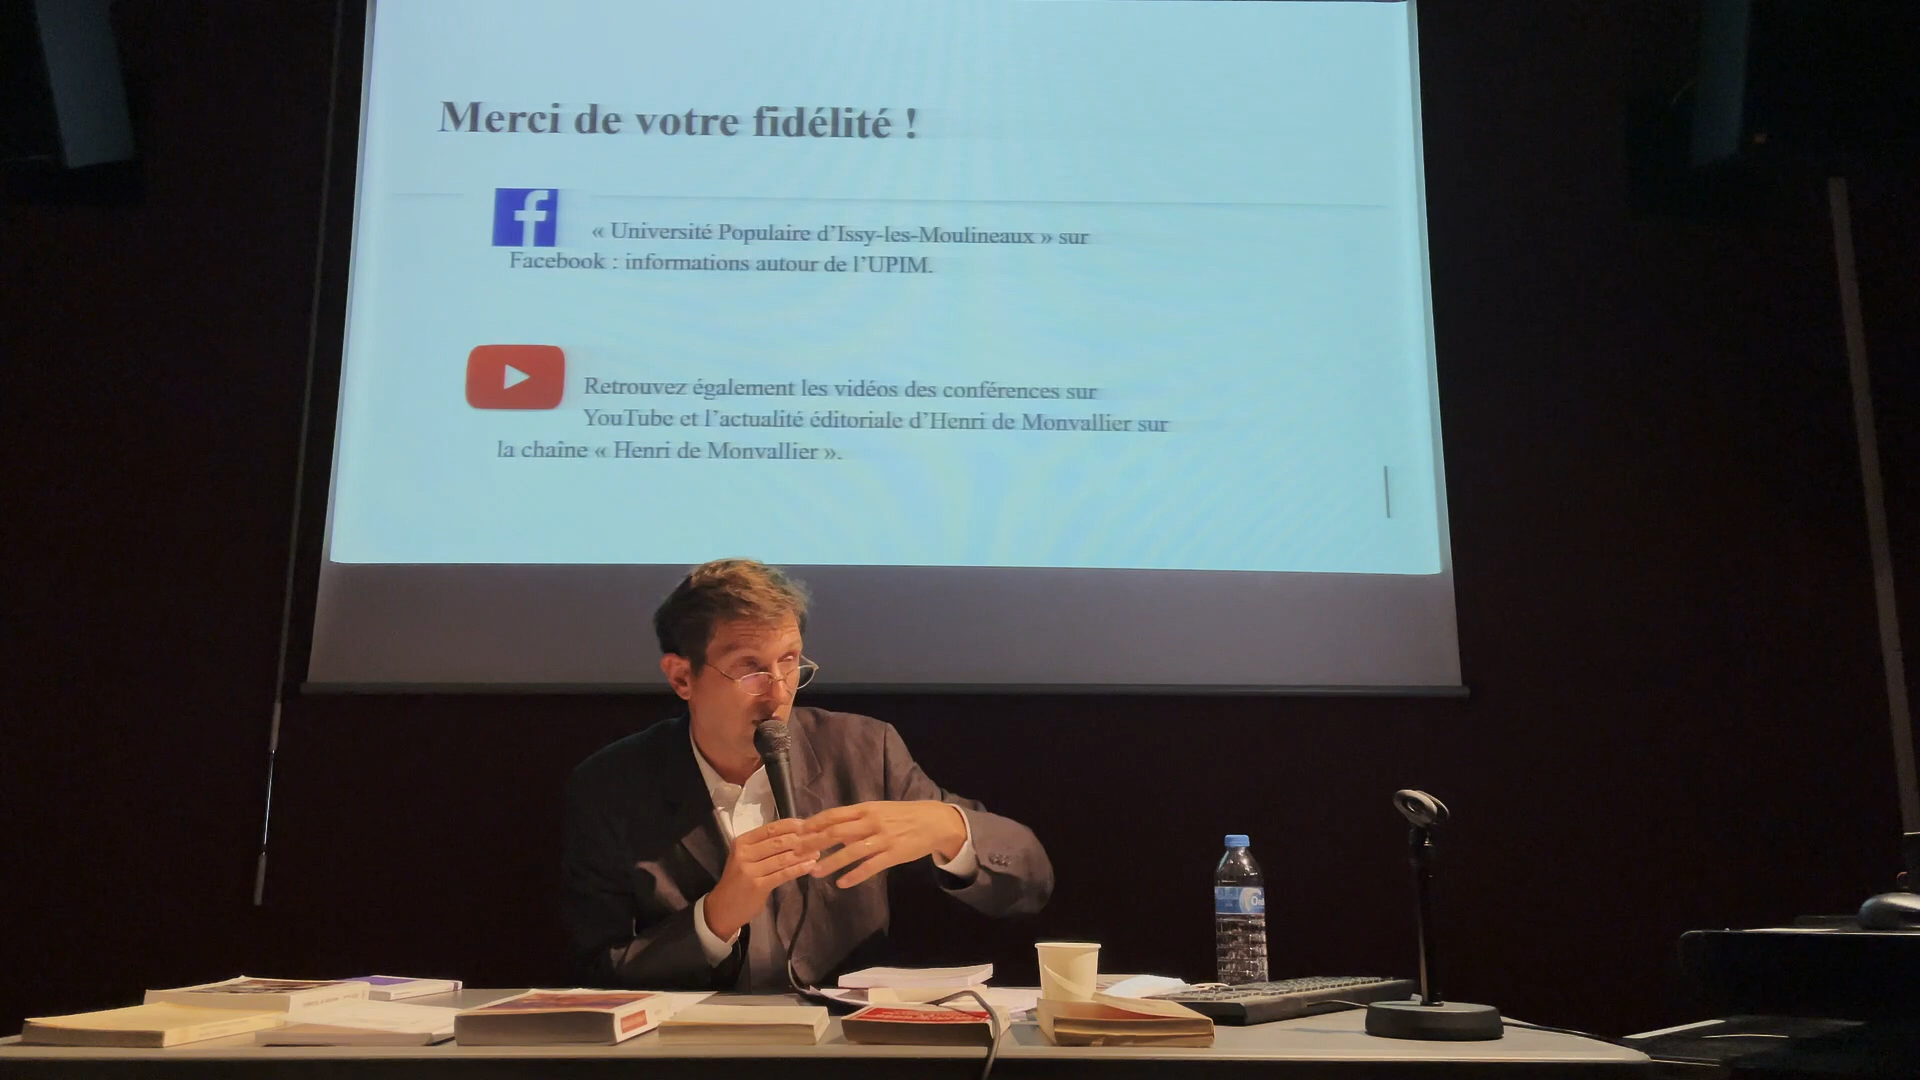 Merci de votre fidélité !
« Université Populaire d’Issy-les-Moulineaux » sur
Facebook : informations autour de l’UPIM.
Retrouvez également les vidéos des conférences sur
YouTube et l’actualité éditoriale d’Henri de Monvallier sur
la chaîne « Henri de Monvallier ».